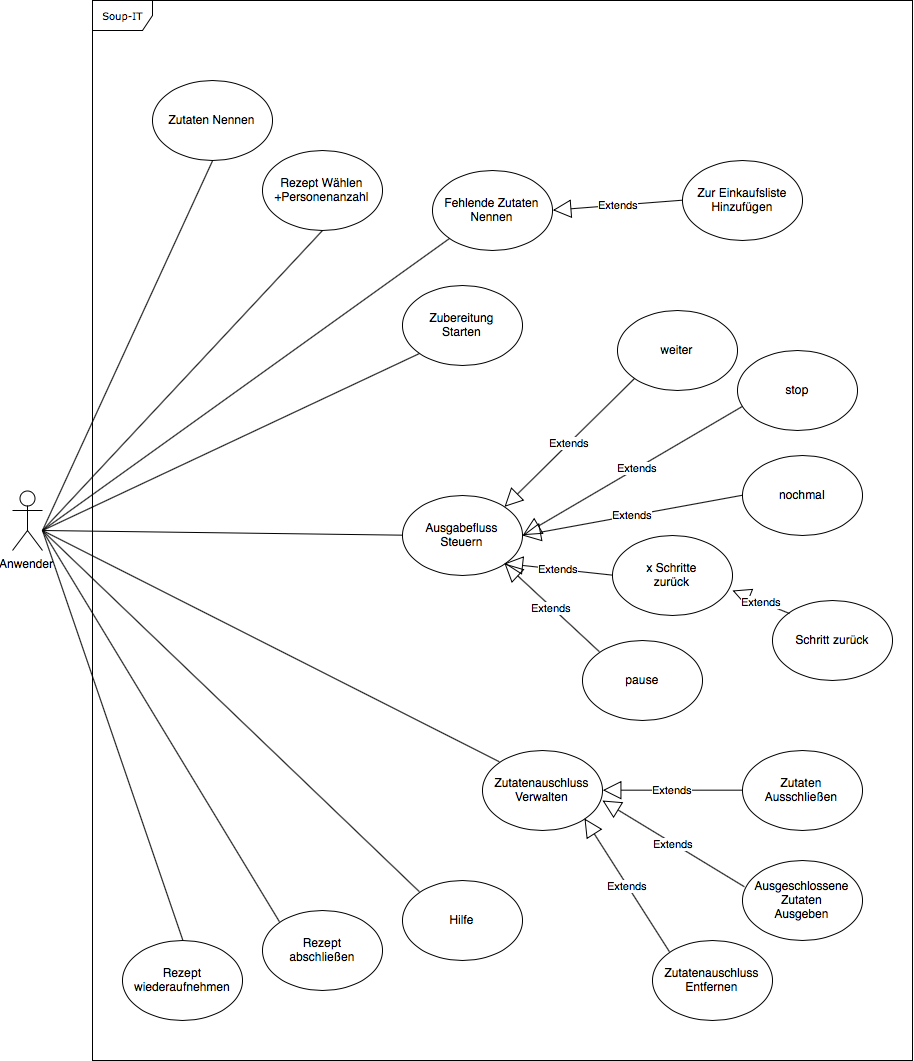 Soup-IT
Zutaten Nennen
Rezept Wählen
+Personenanzahl
Fehlende Zutaten
Nennen
Extends
Zur Einkaufsliste
Hinzufügen
Zubereitung
Starten
weiter
stop
Extends
Extends
nochmal
Extends
Ausgabefluss
Steuern
Anwender
Extends
x Schritte
zurück
Extends
Extends
Schritt zurück
pause
Zutatenauschluss
Verwalten
Extends
Zutaten
Ausschließen
Extends
Extends
Ausgeschlossene
Zutaten
Ausgeben
Hilfe
Rezept
abschließen
Rezept
wiederaufnehmen
Zutatenauschluss
Entfernen